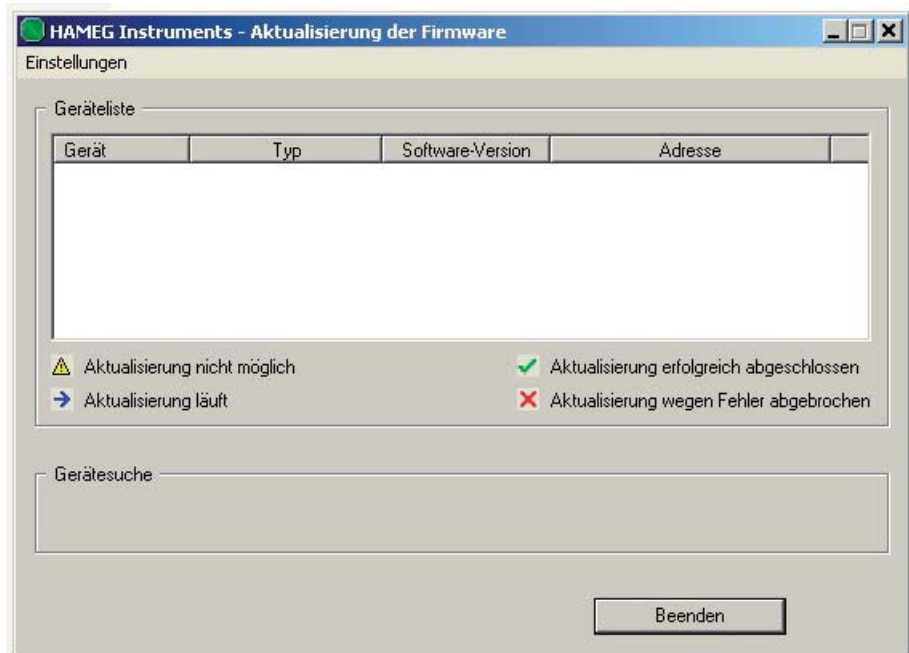 HAMEG Instruments - Aktualisierung der Firmware
Einstellungen
Geräteliste
Gerät Typ Software-Version Adresse
Aktualisierung nicht möglich Aktualisierung erfolgreich abgeschlossen
Aktualisierung läuft Aktualisierung wegen Fehler abgebrochen
Gerätesuche
Beenden